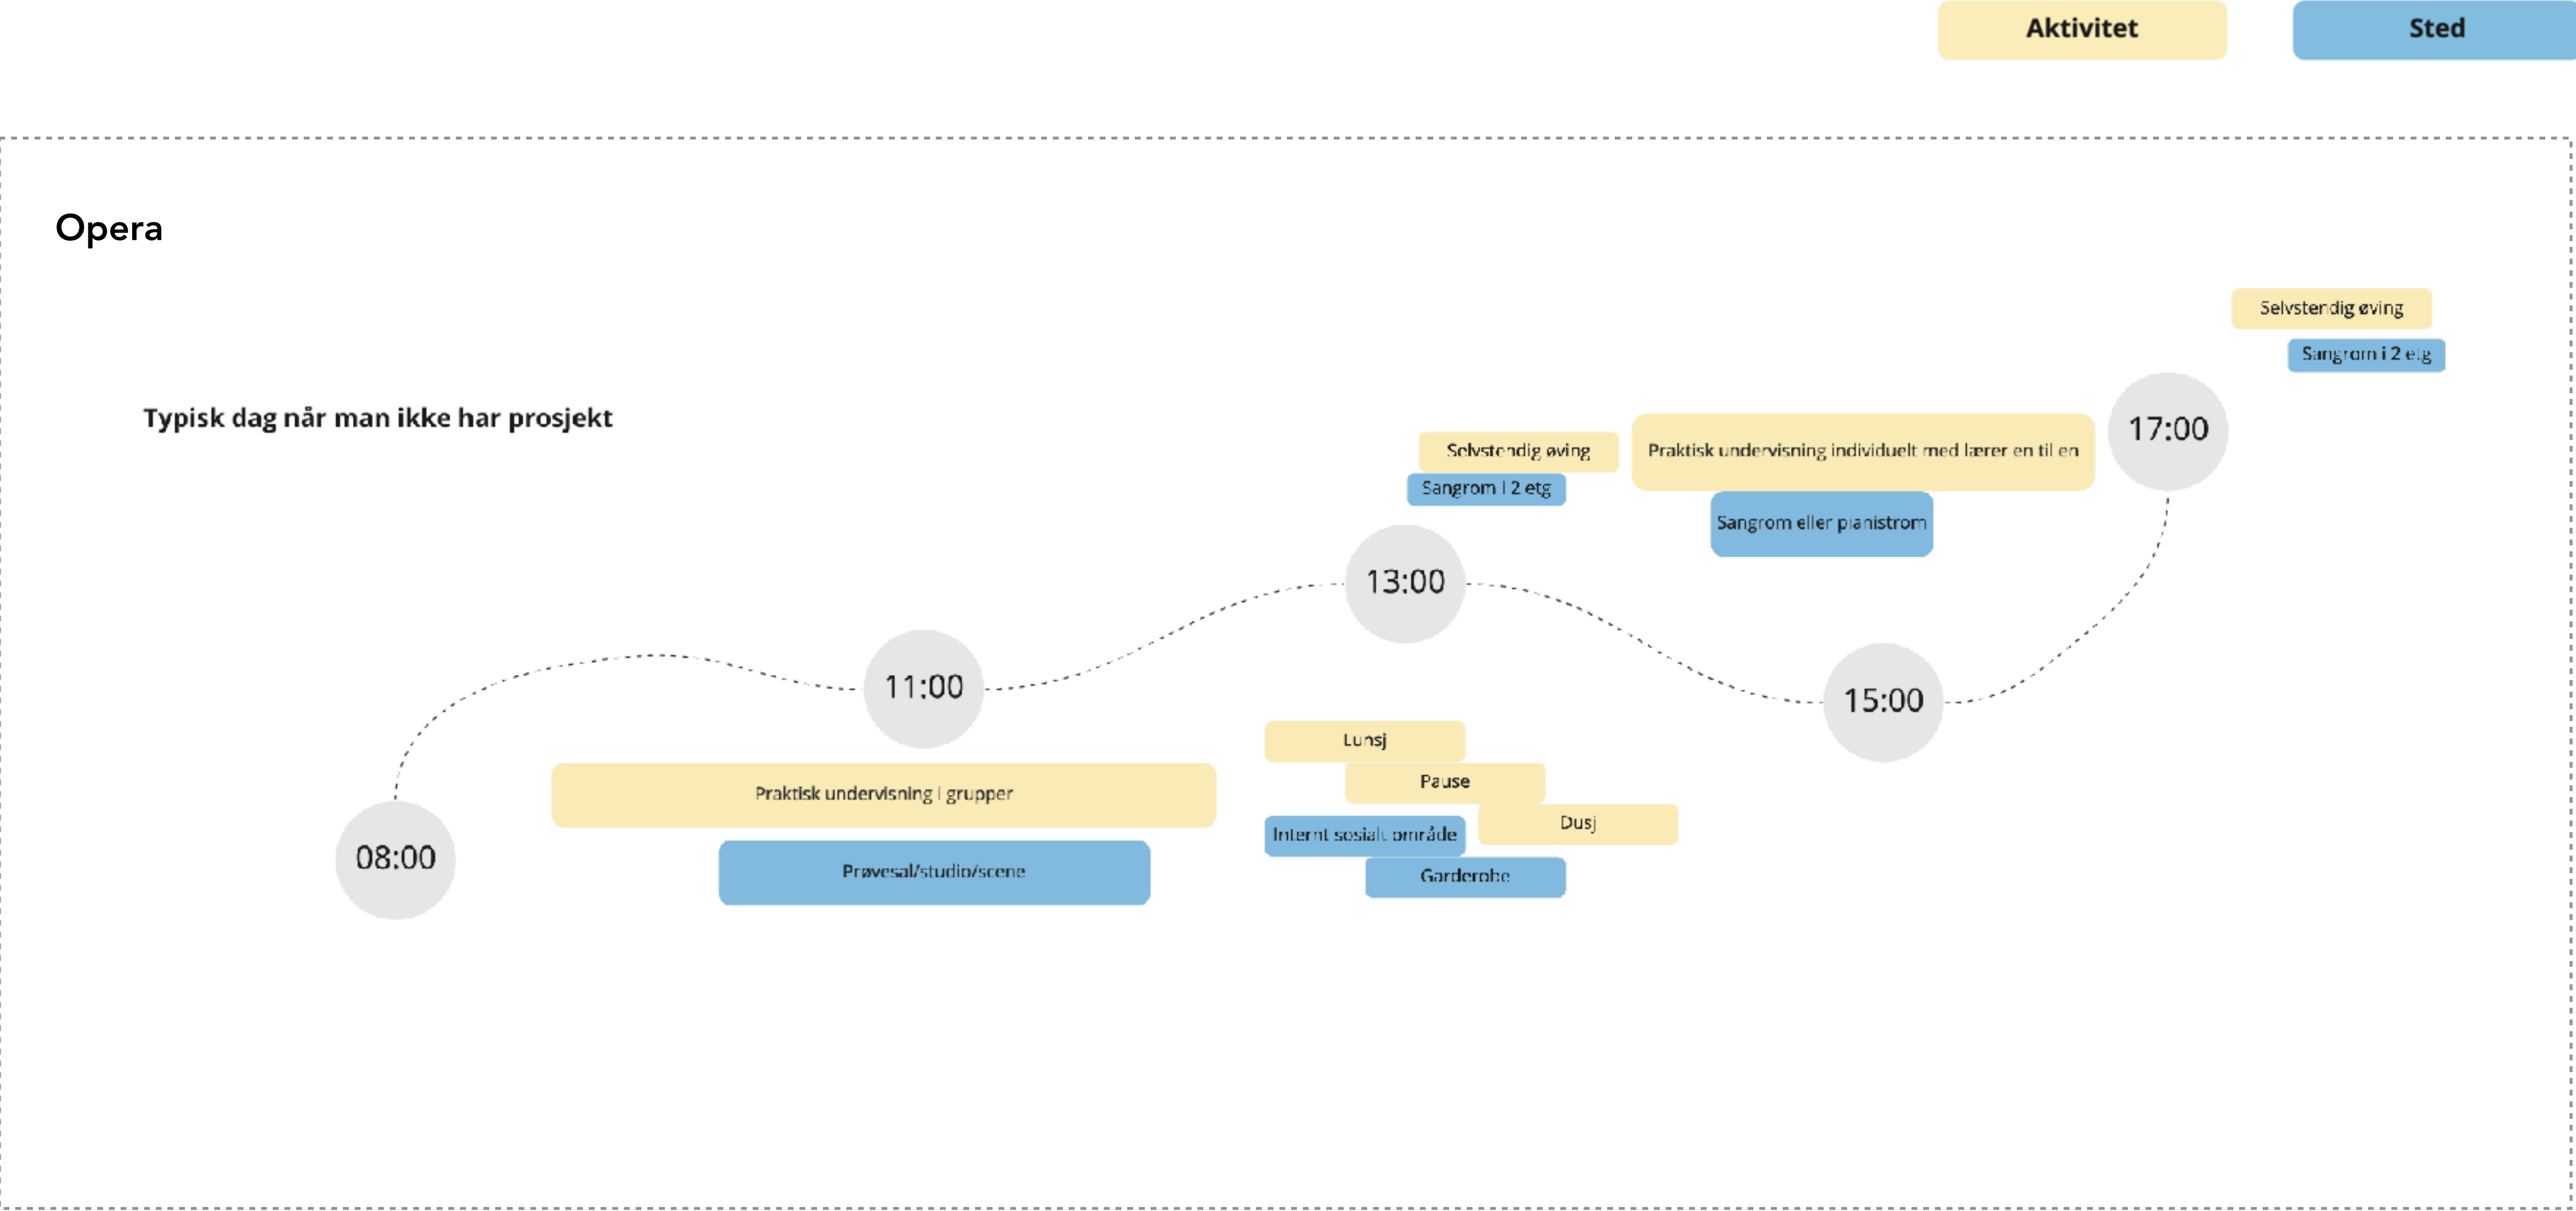 Aktivitet
Sted
Opera
Typisk dag når man ikke har prosjekt
08:00
11:00
Praktisk undervisning i grupper
Prøvesal/studio/scene
13:00
Selvstendig øving
Sangrom i 2 etg
Lunsj
Pause
Dusj
Internt sosialt område
Garderobe
Praktisk undervisning individuelt med lærer en til en
Sangrom eller pianistrom
15:00
17:00
Selvstendig øving
Sangrom i 2 etg